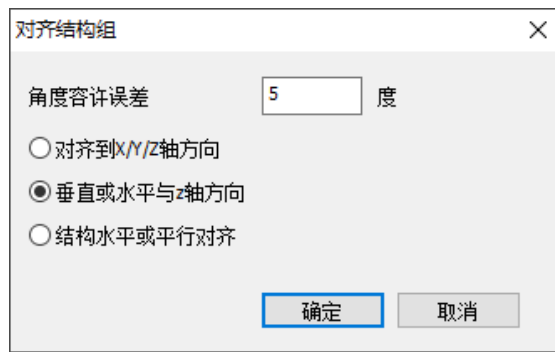 对齐结构组
角度容许误差 5 度
对齐到X/Y/Z轴方向
垂直或水平与z轴方向
结构水平或平行对齐
确定 取消